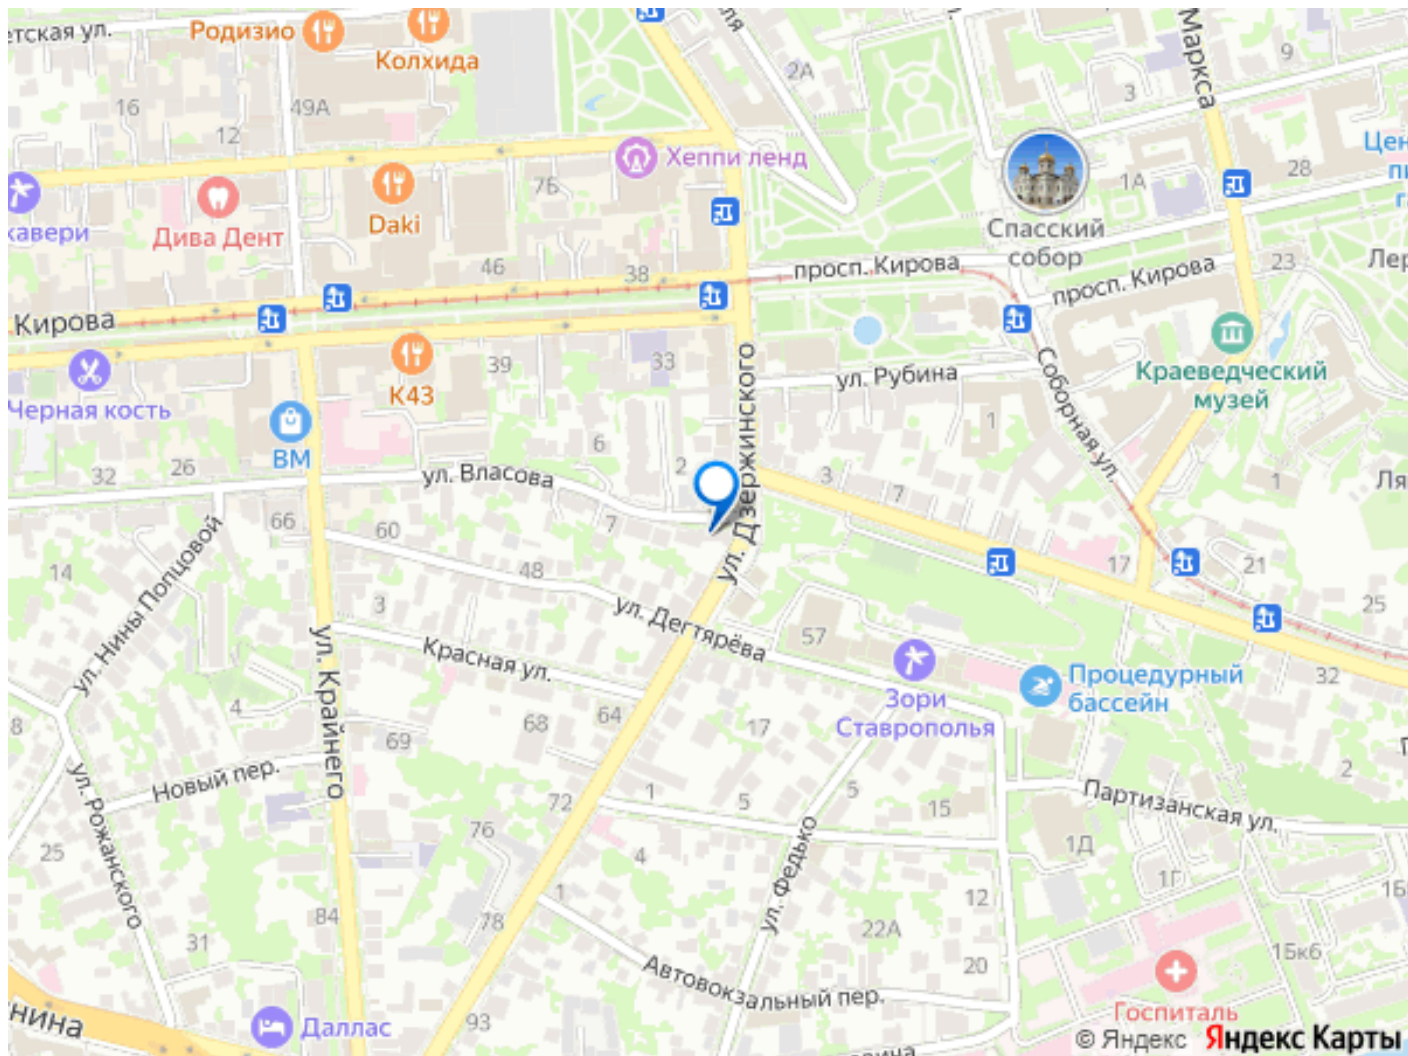 етская ул.
Родизио
Колхида
Маркса
2А
9
3
16
49А
12
Хеппи ленд
7Б
Daki
Дива Дент
кавери
Спасский
собор
1А
28
Цен
пи
га
Лер
23
46
38
просп. Кирова
просп. Кирова
Кирова
39
33
К43
ул. Рубина
Краеведческий
музей
Черная кость
ВМ
1
Соборная ул.
ул. Дзержинского
32
26
6
2
3
7
1
Ля
ул. Власова
66
60
7
17
21
14
48
25
ул. Нины Попцовой
3
ул. Дегтярёва
57
Красная ул.
ул. Крайнего
Зори
Ставрополья
Процедурный
бассейн
32
4
68
64
17
8
69
2
Новый пер.
72
1
5
5
15
Партизанская ул.
ул. Рожанского
76
4
1Д
25
1Г
ул. Федько
1
12
84
78
22А
31
20
15к6
Автовокзальный пер.
Госпиталь
нина
Даллас
93
© Яндекс Яндекс Карты